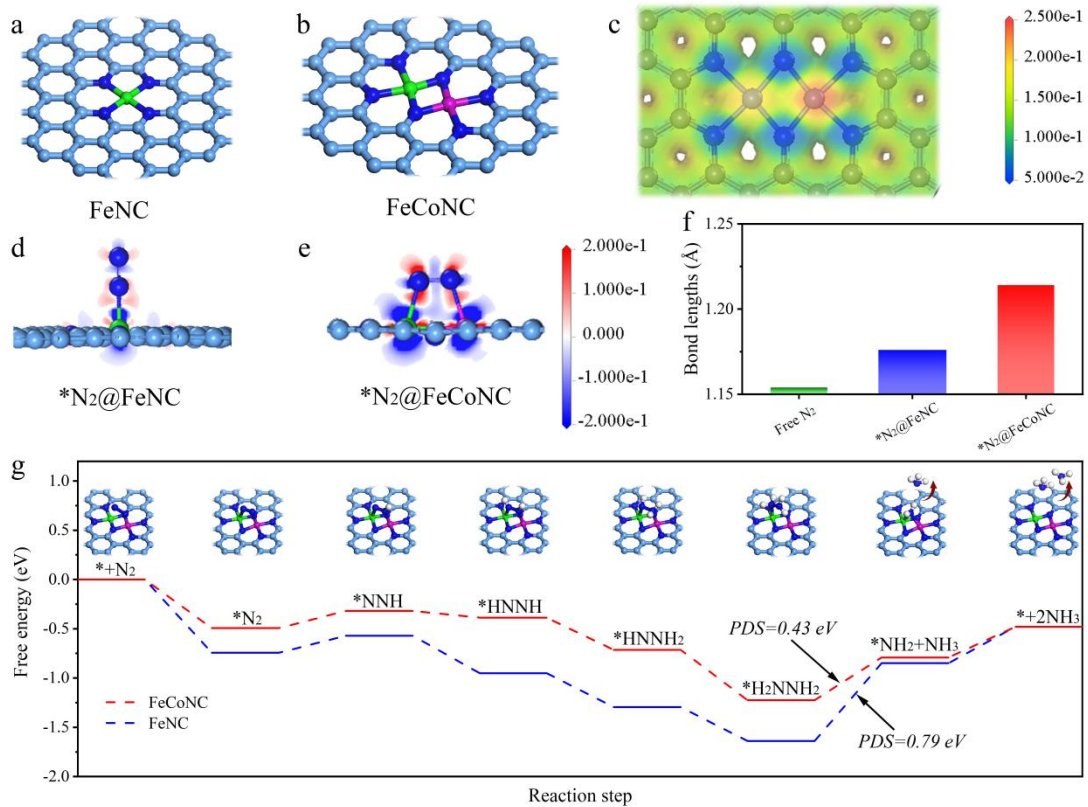 a
FeNC
b
FeCoNC
c
2.500e-1
2.000e-1
1.500e-1
1.000e-1
5.000e-2
d
*N₂@FeNC
e
*N₂@FeCoNC
2.000e-1
1.000e-1
0.000
-1.000e-1
-2.000e-1
f
Bond lengths (Å)
1.25
1.20
1.15
Free N₂
*N₂@FeNC
*N₂@FeCoNC
g
Free energy (eV)
1.0
0.5
0.0
-0.5
-1.0
-1.5
-2.0
*+N₂
*N₂
*NNH
*HNNH
*HNNH₂
*H₂NNH₂
*NH₂+NH₃
*+2NH₃
PDS=0.43 eV
PDS=0.79 eV
FeCoNC
FeNC
Reaction step